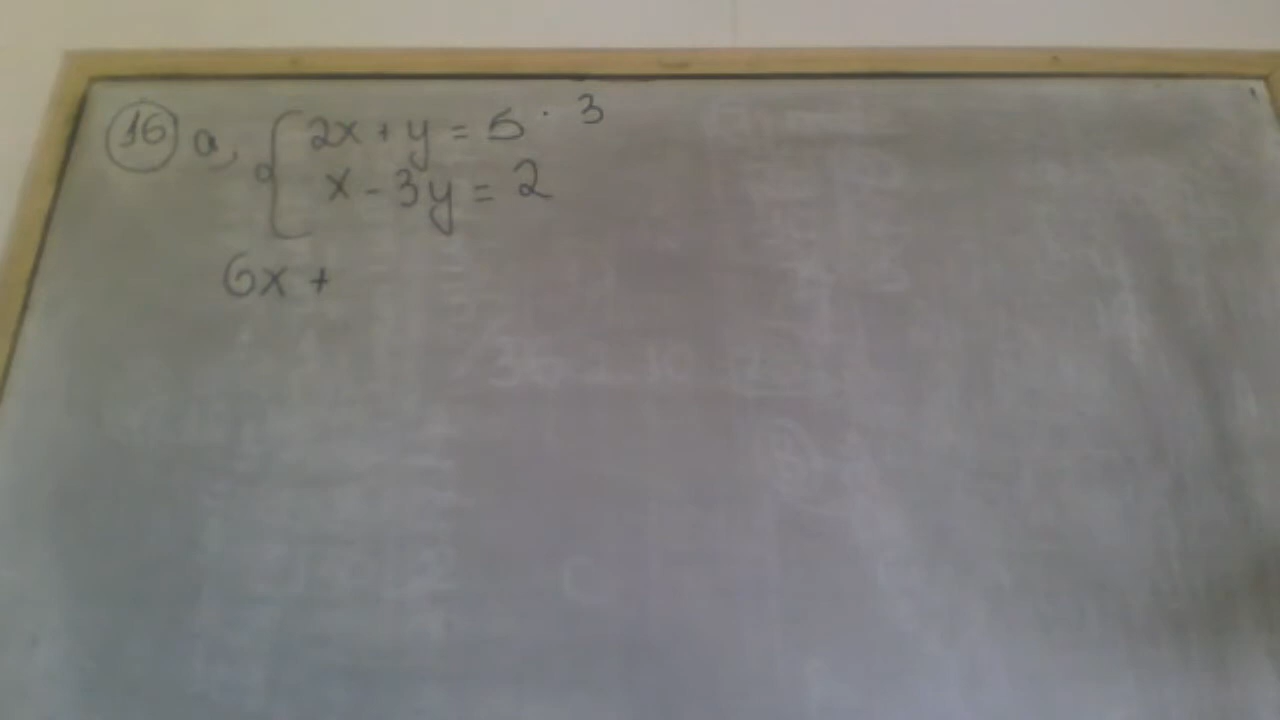 16 a, { 2x + y = 5 · 3
x - 3y = 2
6x +